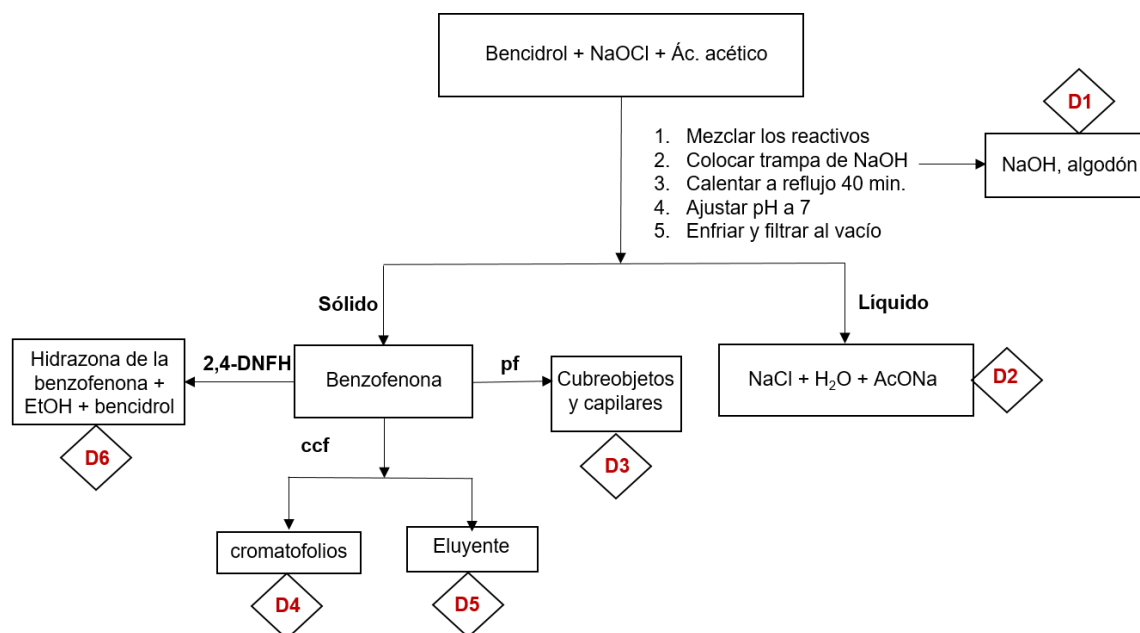 Bencidrol + NaOCl + Ác. acético
D1
1. Mezclar los reactivos
2. Colocar trampa de NaOH
3. Calentar a reflujo 40 min.
4. Ajustar pH a 7
5. Enfriar y filtrar al vacío
NaOH, algodón
Sólido
Líquido
Hidrazona de la
benzofenona +
EtOH + bencidrol
2,4-DNFH
Benzofenona
pf
Cubreobjetos
y capilares
NaCl + H₂O + AcONa
D2
D6
ccf
D3
cromatofolios
Eluyente
D4
D5